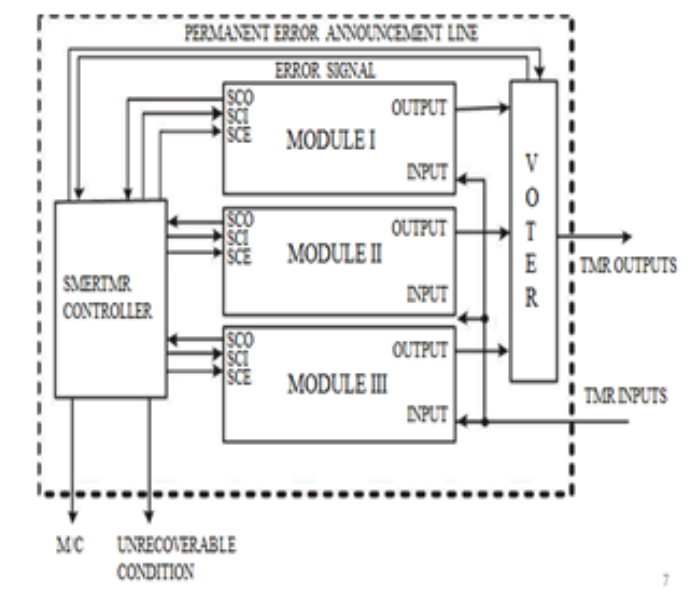 PERMANENT ERROR ANNOUNCEMENT LINE
ERROR SIGNAL
SCO
SCI
SCE
OUTPUT
MODULE I
INPUT
SCO
SCI
SCE
OUTPUT
MODULE II
INPUT
SCO
SCI
SCE
OUTPUT
MODULE III
INPUT
SMERTMR
CONTROLLER
V
O
T
E
R
TMR OUTPUTS
TMR INPUTS
M/C
UNRECOVERABLE
CONDITION
7